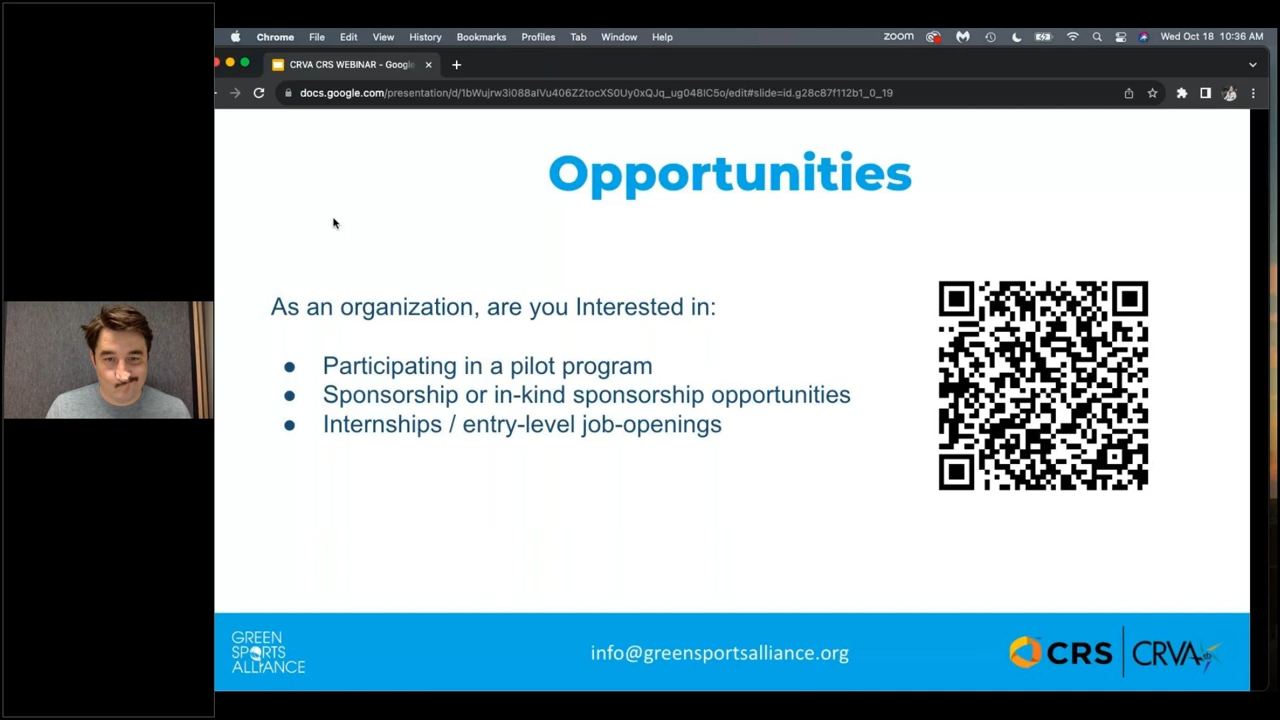 Chrome File Edit View History Bookmarks Profiles Tab Window Help zoom Wed Oct 18 10:36 AM
CRVA CRS WEBINAR - Google
docs.google.com/presentation/d/1bWujrw3i088aIVu406Z2tocXS0Uy0xQJq_ug048IC5o/edit#slide=id.g28c87f112b1_0_19
Opportunities
As an organization, are you Interested in:
● Participating in a pilot program
● Sponsorship or in-kind sponsorship opportunities
● Internships / entry-level job-openings
GREEN
SPORTS
ALLIANCE
info@greensportsalliance.org
CRS CRVA